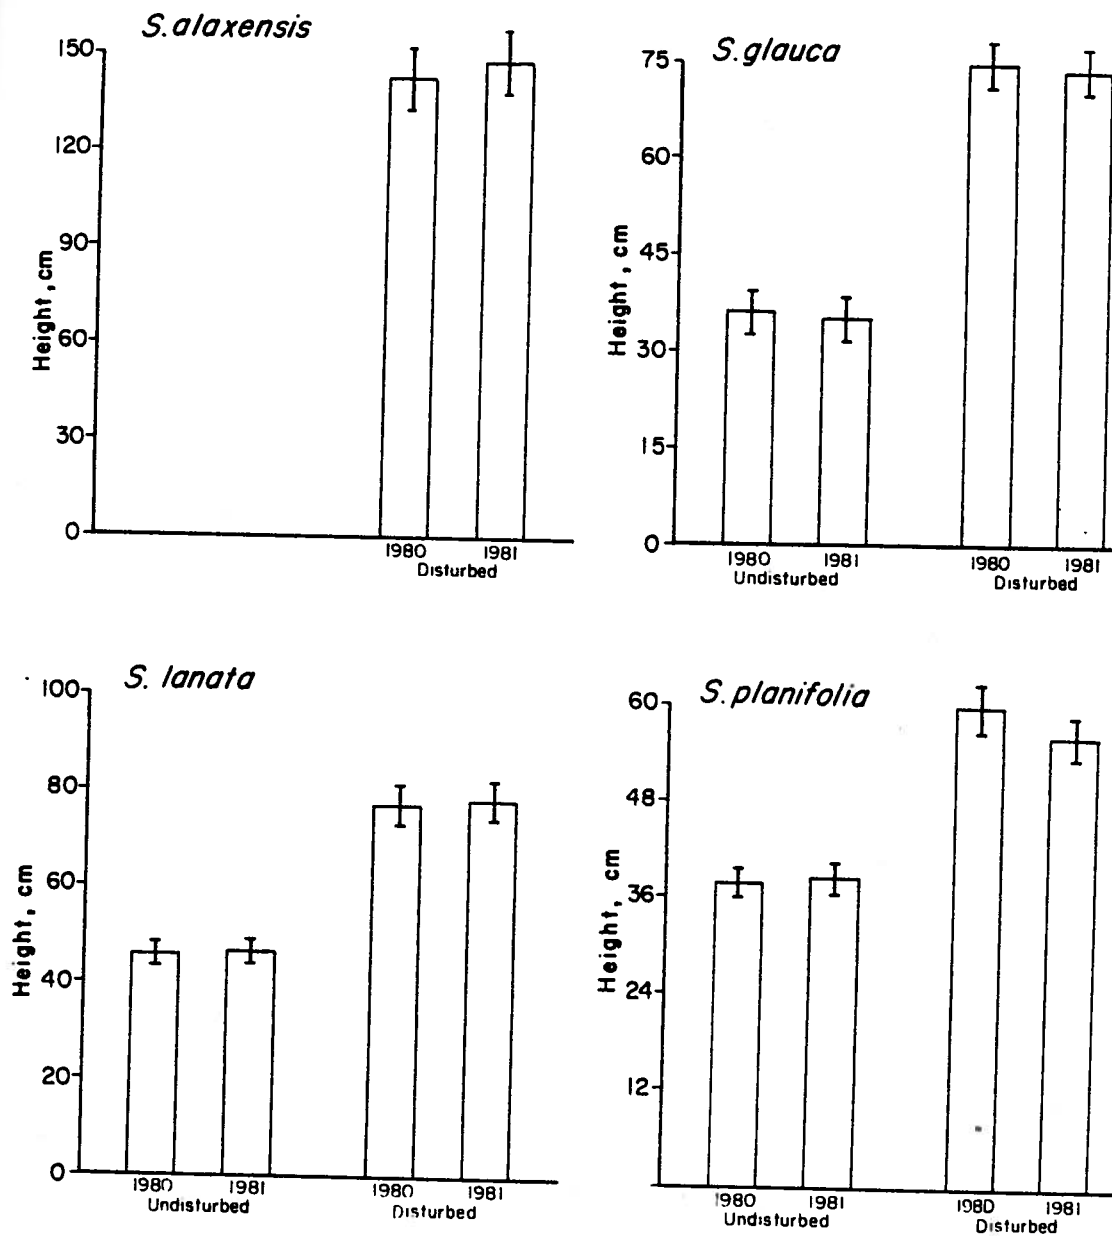 S. alaxensis
150
120
90
60
30
0
Height, cm
1980 1981
Disturbed
S. glauca
75
60
45
30
15
0
Height, cm
1980 1981 1980 1981
Undisturbed Disturbed
S. lanata
100
80
60
40
20
0
Height, cm
1980 1981 1980 1981
Undisturbed Disturbed
S. planifolia
60
48
36
24
12
Height, cm
1980 1981 1980 1981
Undisturbed Disturbed